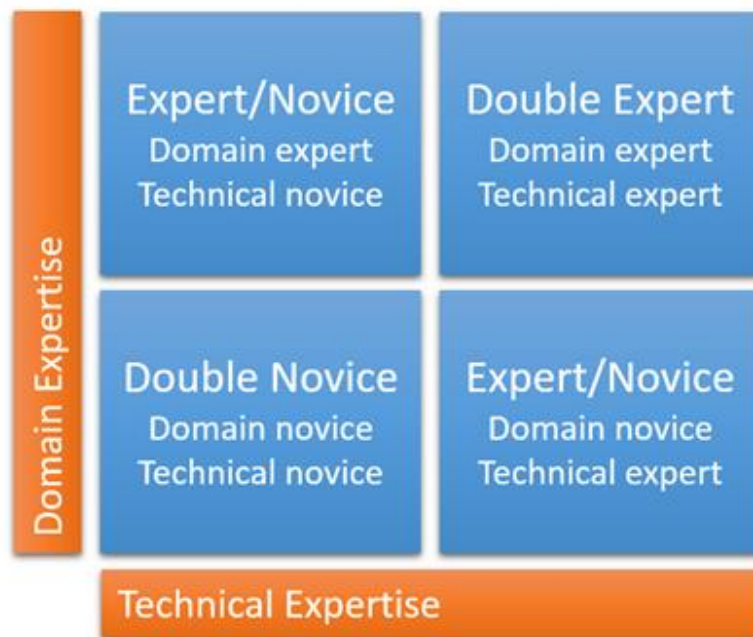 Domain Expertise
Expert/Novice
Domain expert
Technical novice
Double Expert
Domain expert
Technical expert
Double Novice
Domain novice
Technical novice
Expert/Novice
Domain novice
Technical expert
Technical Expertise